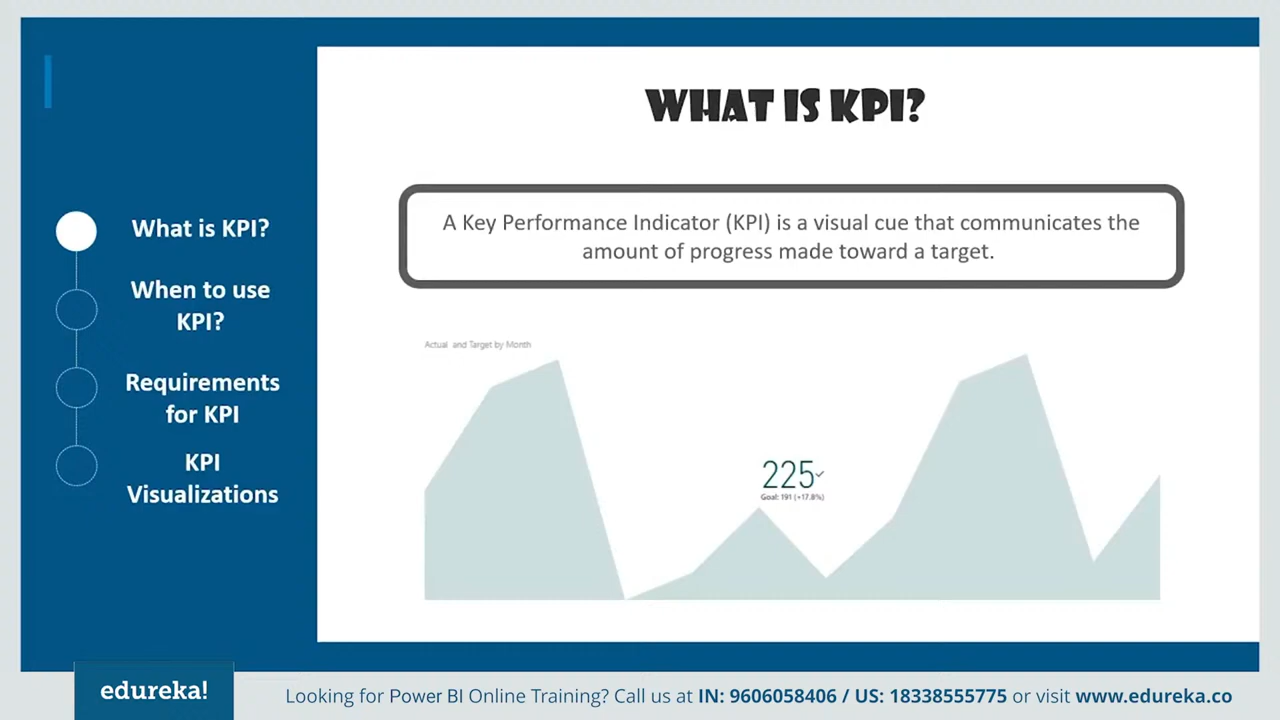 WHAT IS KPI?
A Key Performance Indicator (KPI) is a visual cue that communicates the
amount of progress made toward a target.
What is KPI?
When to use
KPI?
Requirements
for KPI
KPI
Visualizations
Actual and Target by Month
225
Goal: 191 (+17.8%)
edureka!
Looking for Power BI Online Training? Call us at IN: 9606058406 / US: 18338555775 or visit www.edureka.co